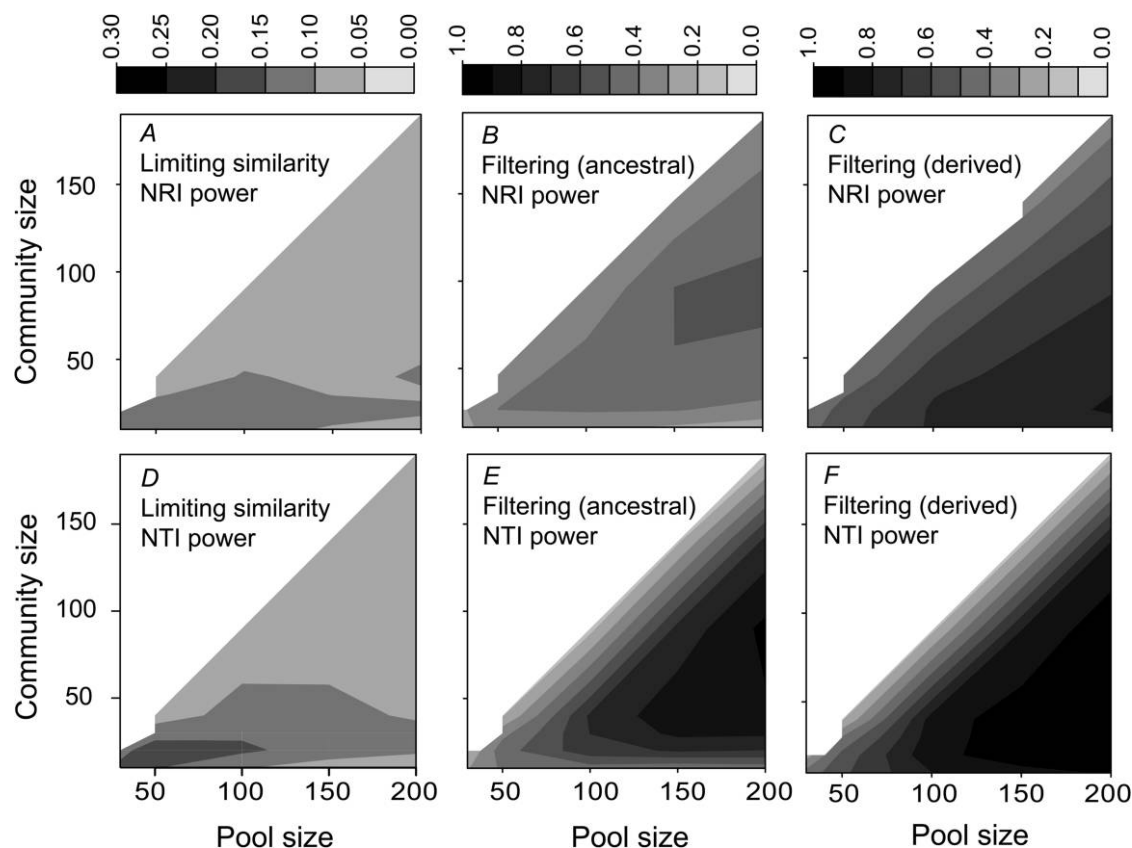 0.30 0.25 0.20 0.15 0.10 0.05 0.00
1.0 0.8 0.6 0.4 0.2 0.0
1.0 0.8 0.6 0.4 0.2 0.0
A
Limiting similarity
NRI power
B
Filtering (ancestral)
NRI power
C
Filtering (derived)
NRI power
Community size
150
100
50
D
Limiting similarity
NTI power
E
Filtering (ancestral)
NTI power
F
Filtering (derived)
NTI power
Community size
150
100
50
50 100 150 200
50 100 150 200
50 100 150 200
Pool size
Pool size
Pool size